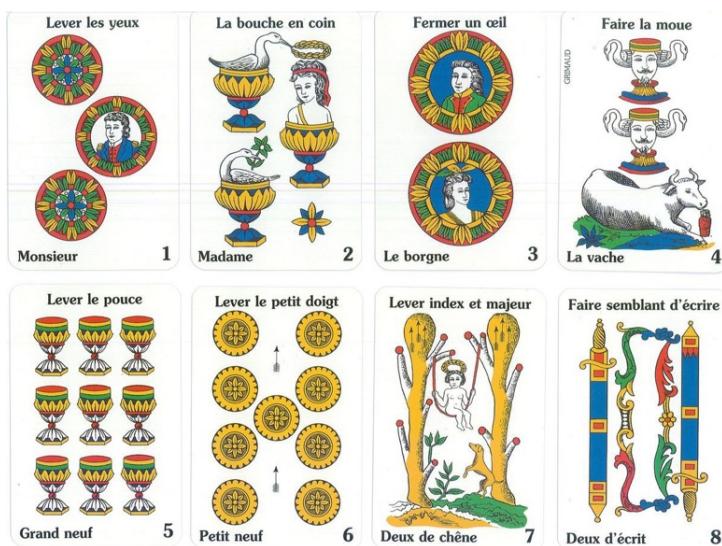 Lever les yeux
Monsieur 1
La bouche en coin
Madame 2
Fermer un œil
Le borgne 3
Faire la moue
GRIMAUD
La vache 4
Lever le pouce
Grand neuf 5
Lever le petit doigt
Petit neuf 6
Lever index et majeur
Deux de chêne 7
Faire semblant d'écrire
Deux d'écrit 8